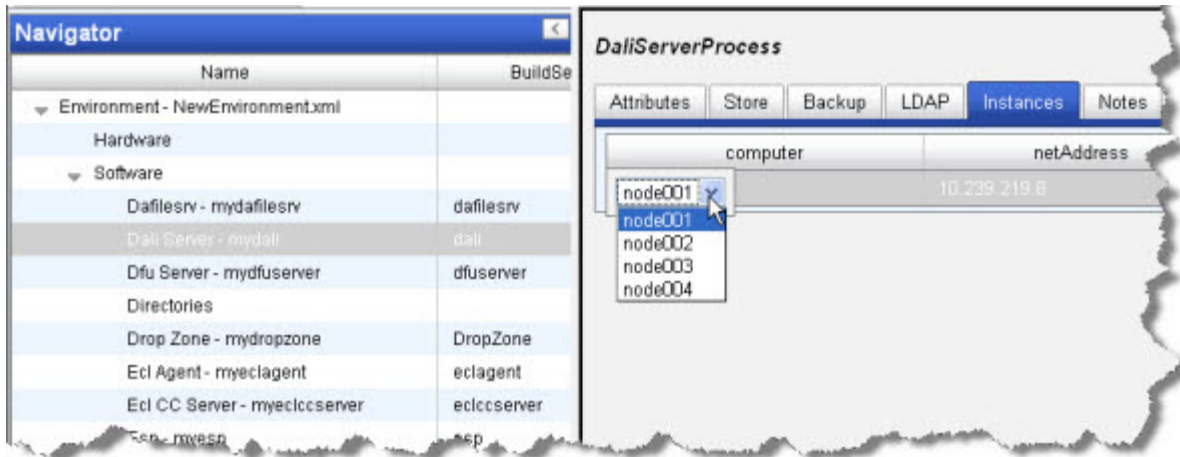 Navigator
Name
BuildSe
Environment - NewEnvironment.xml
Hardware
Software
Dafilesrv - mydafilesrv
dafilesrv
Dali Server - mydali
dali
Dfu Server - mydfuserver
dfuserver
Directories
Drop Zone - mydropzone
DropZone
Ecl Agent - myeclagent
eclagent
Ecl CC Server - myeclccserver
eclccserver
DaliServerProcess
Attributes
Store
Backup
LDAP
Instances
Notes
computer
netAddress
node001
10.239.219.8
node001
node002
node003
node004